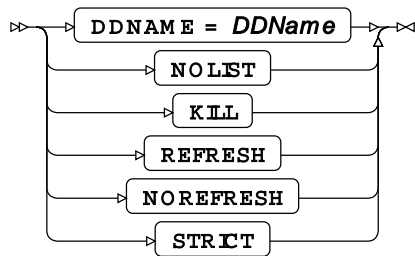 DDNAME = DDName
NOLIST
KILL
REFRESH
NOREFRESH
STRICT